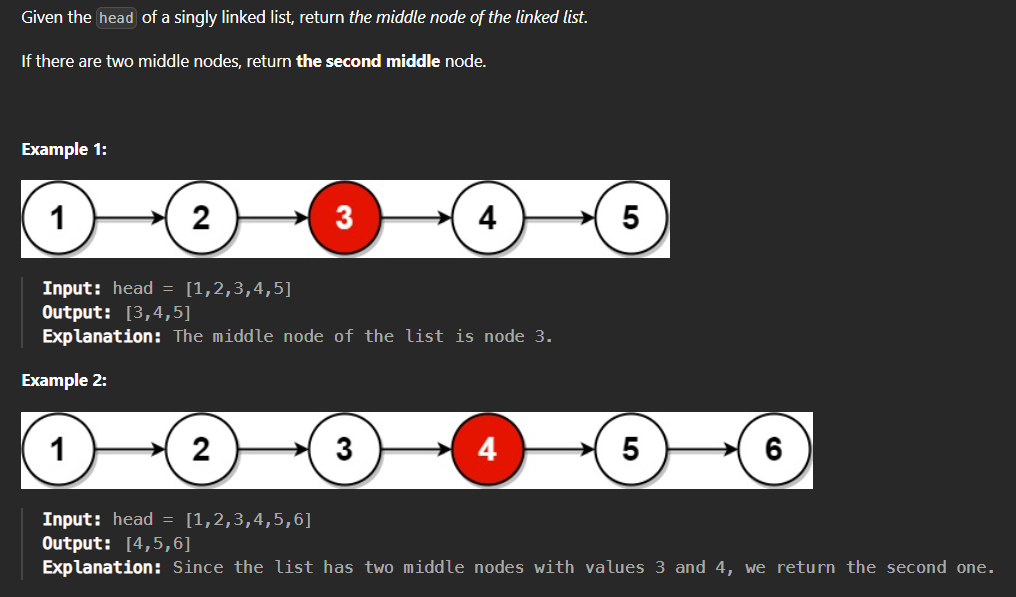 Given the head of a singly linked list, return the middle node of the linked list.
If there are two middle nodes, return the second middle node.
Example 1:
1 2 3 4 5
Input: head = [1,2,3,4,5]
Output: [3,4,5]
Explanation: The middle node of the list is node 3.
Example 2:
1 2 3 4 5 6
Input: head = [1,2,3,4,5,6]
Output: [4,5,6]
Explanation: Since the list has two middle nodes with values 3 and 4, we return the second one.